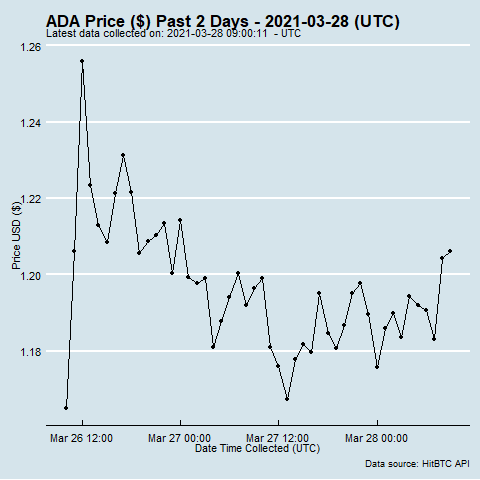 ADA Price ($) Past 2 Days - 2021-03-28 (UTC)
Latest data collected on: 2021-03-28 09:00:11 - UTC
1.26
1.24
1.22
1.20
1.18
Price USD ($)
Mar 26 12:00
Mar 27 00:00
Mar 27 12:00
Mar 28 00:00
Date Time Collected (UTC)
Data source: HitBTC API